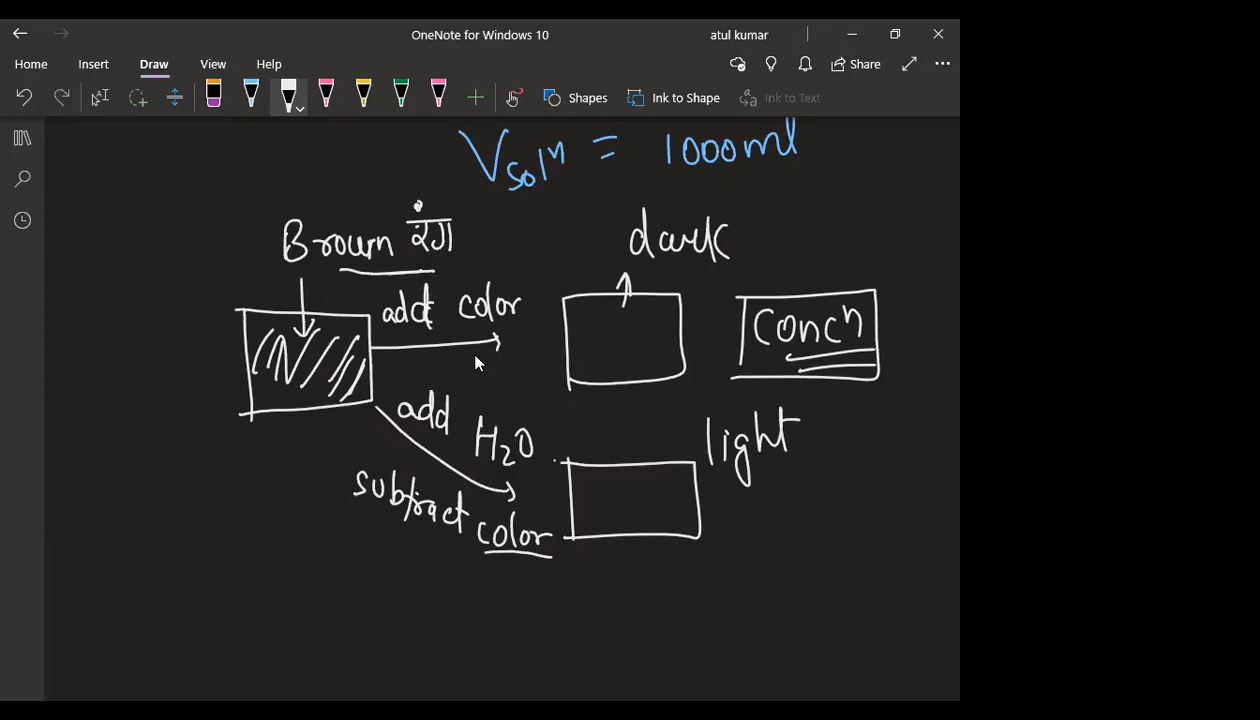 OneNote for Windows 10
atul kumar
Home Insert Draw View Help
Share
Shapes Ink to Shape Ink to Text
Vsolⁿ = 1000ml
Brown रंग
dark
add color
Concⁿ
add H₂O
light
subtract color